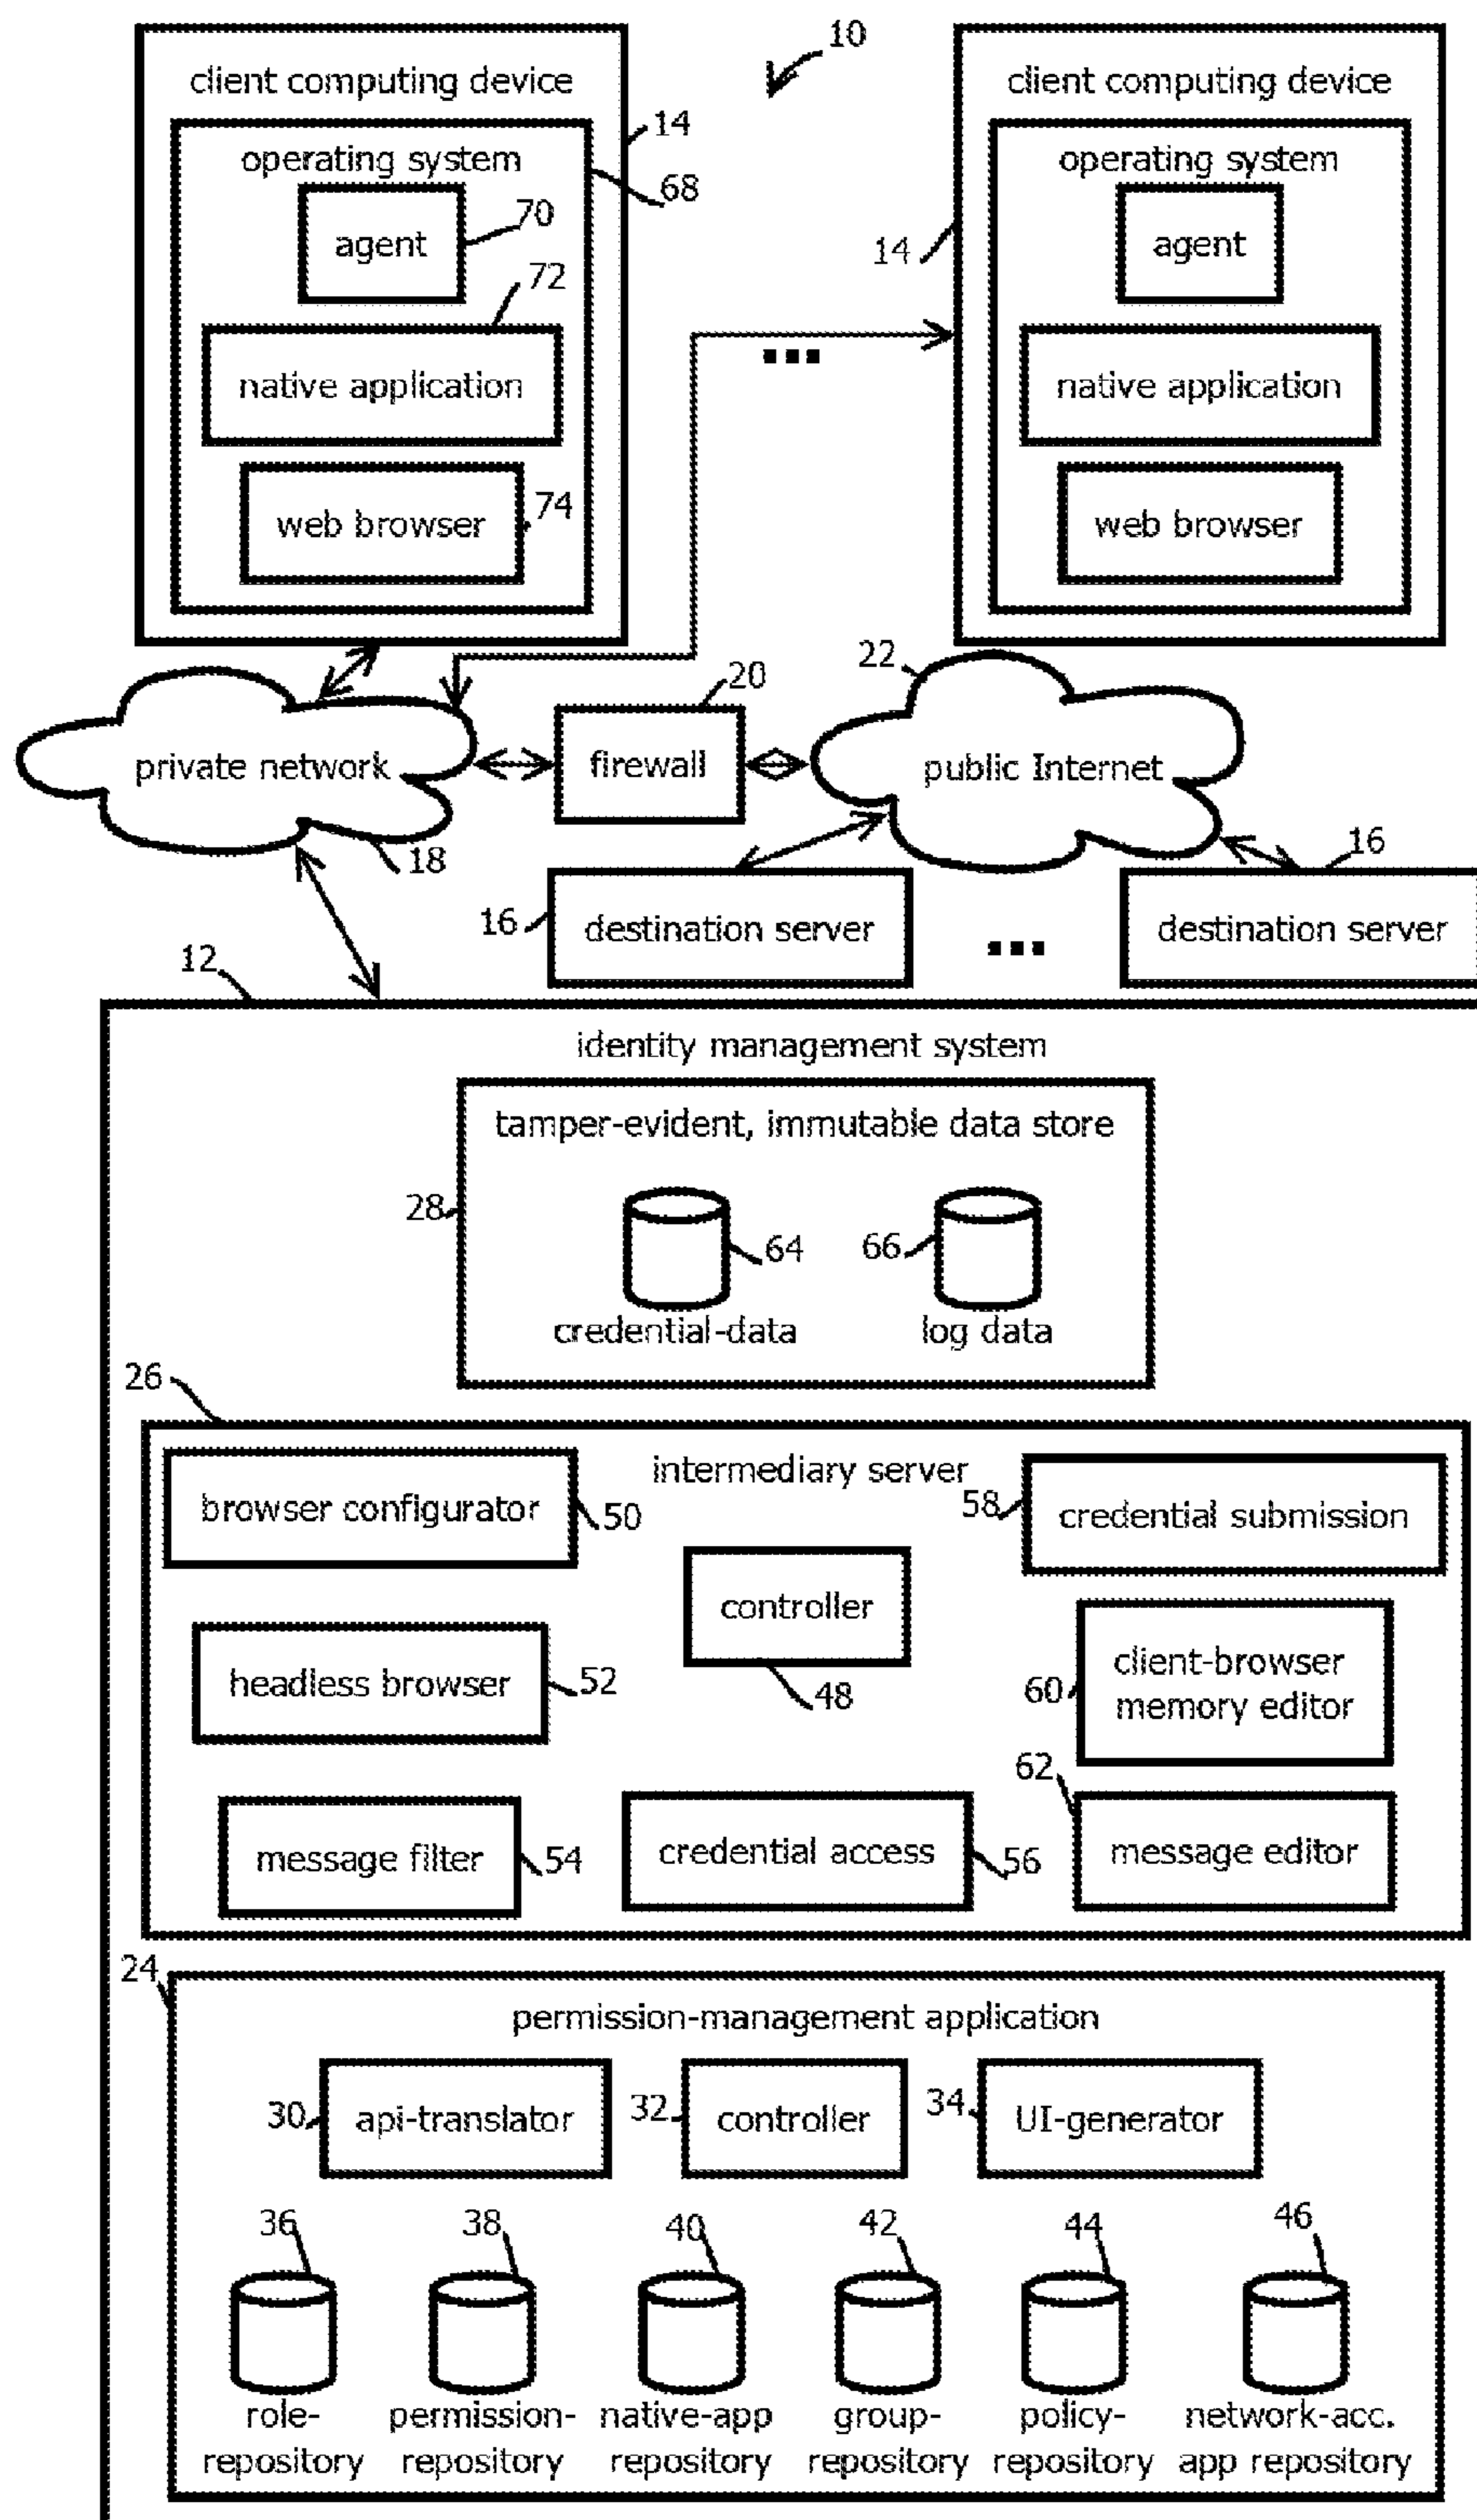 10
client computing device
operating system
14
68
agent
70
72
native application
web browser
74
client computing device
operating system
14
agent
native application
web browser
...
private network
18
20
firewall
22
public Internet
16
destination server
...
16
destination server
12
identity management system
tamper-evident, immutable data store
28
64
66
credential-data
log data
26
intermediary server
browser configurator
50
58
credential submission
controller
48
headless browser
52
60
client-browser
memory editor
62
message filter
54
credential access
56
message editor
24
permission-management application
30
api-translator
32
controller
34
UI-generator
36
38
40
42
44
46
role-
repository
permission-
repository
native-app
repository
group-
repository
policy-
repository
network-acc.
app repository